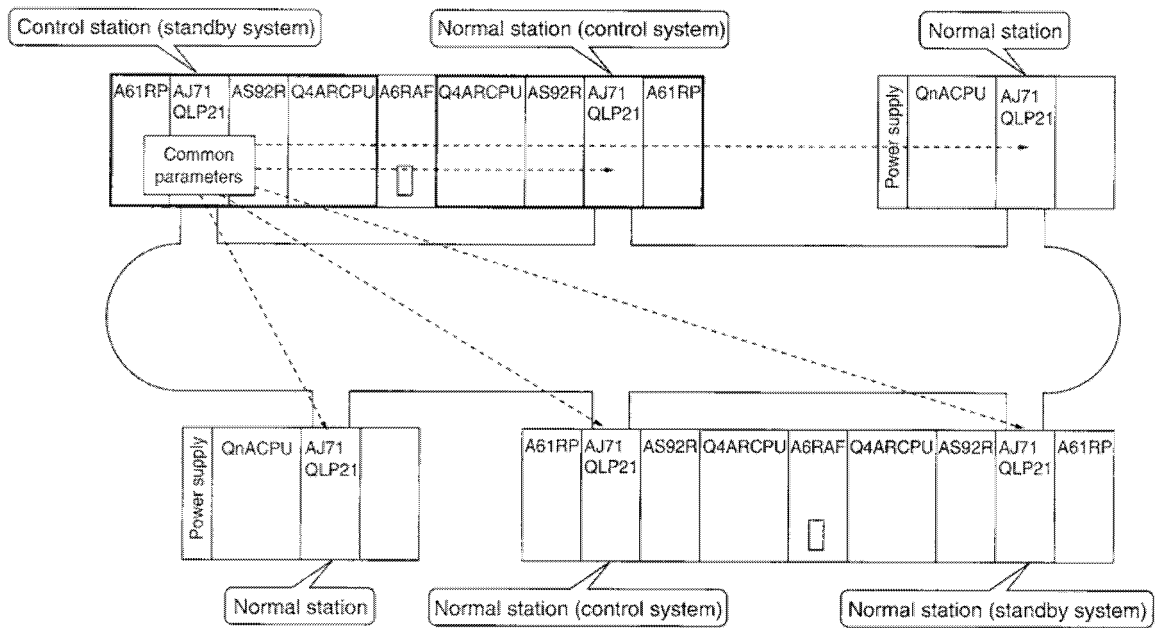 Control station (standby system)
Normal station (control system)
Normal station
A61RP
AJ71
QLP21
AS92R
Q4ARCPU
A6RAF
Q4ARCPU
AS92R
AJ71
QLP21
A61RP
Power supply
QnACPU
AJ71
QLP21
Common
parameters
Power supply
QnACPU
AJ71
QLP21
A61RP
AJ71
QLP21
AS92R
Q4ARCPU
A6RAF
Q4ARCPU
AS92R
AJ71
QLP21
A61RP
Normal station
Normal station (control system)
Normal station (standby system)